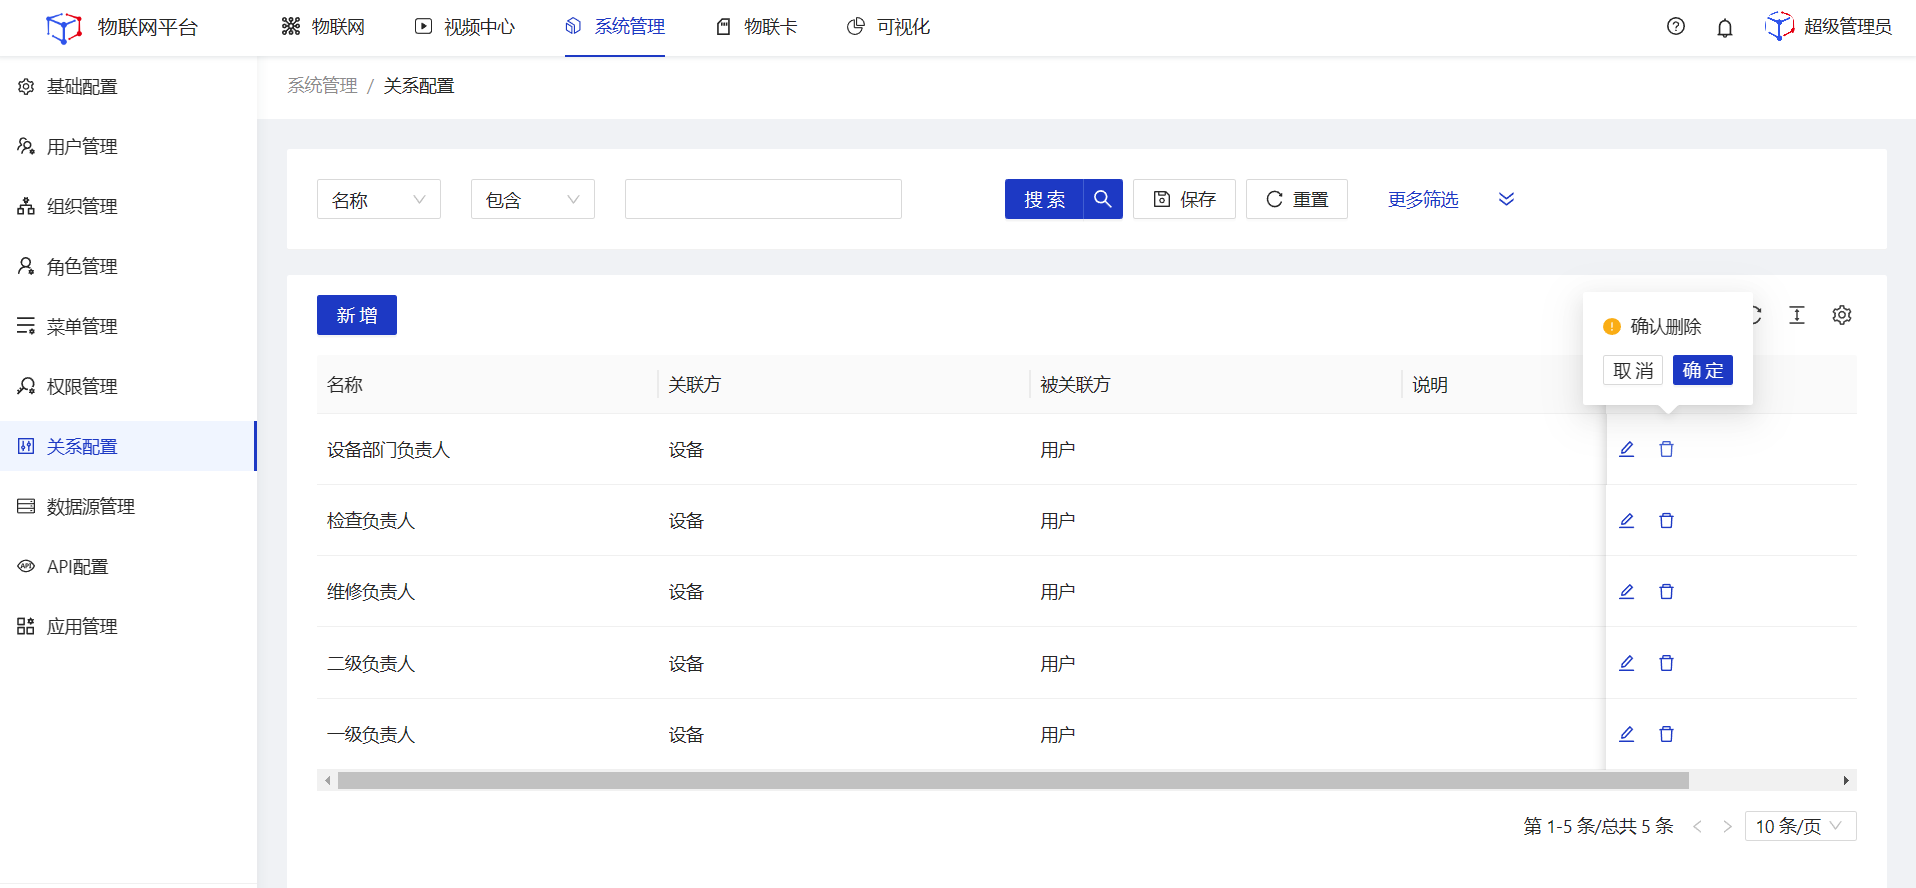 物联网平台 物联网 视频中心 系统管理 物联卡 可视化 超级管理员
基础配置
用户管理
组织管理
角色管理
菜单管理
权限管理
关系配置
数据源管理
API配置
应用管理
系统管理 / 关系配置
名称 包含 搜索 保存 重置 更多筛选
新增
确认删除
取消 确定
名称 关联方 被关联方 说明
设备部门负责人 设备 用户
检查负责人 设备 用户
维修负责人 设备 用户
二级负责人 设备 用户
一级负责人 设备 用户
第 1-5 条/总共 5 条 < > 10 条/页